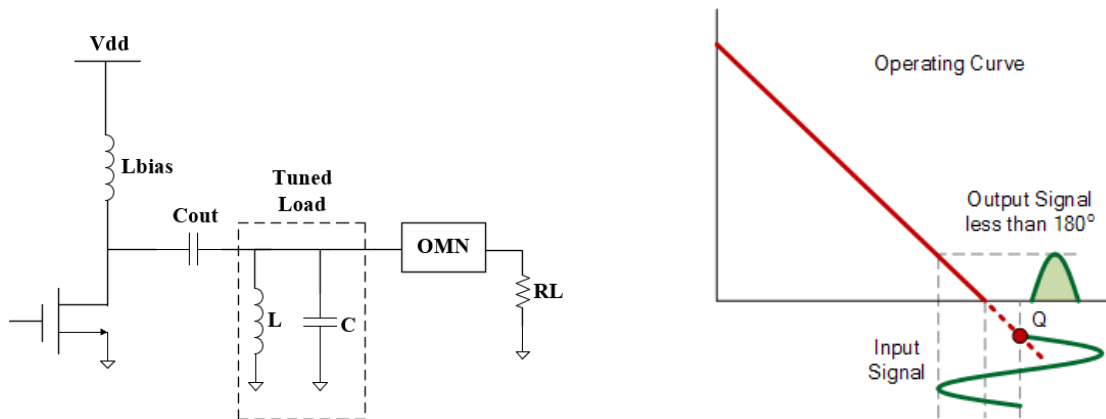 Vdd
Lbias
Cout
Tuned
Load
OMN
L
C
RL
Operating Curve
Output Signal
less than 180°
Q
Input
Signal